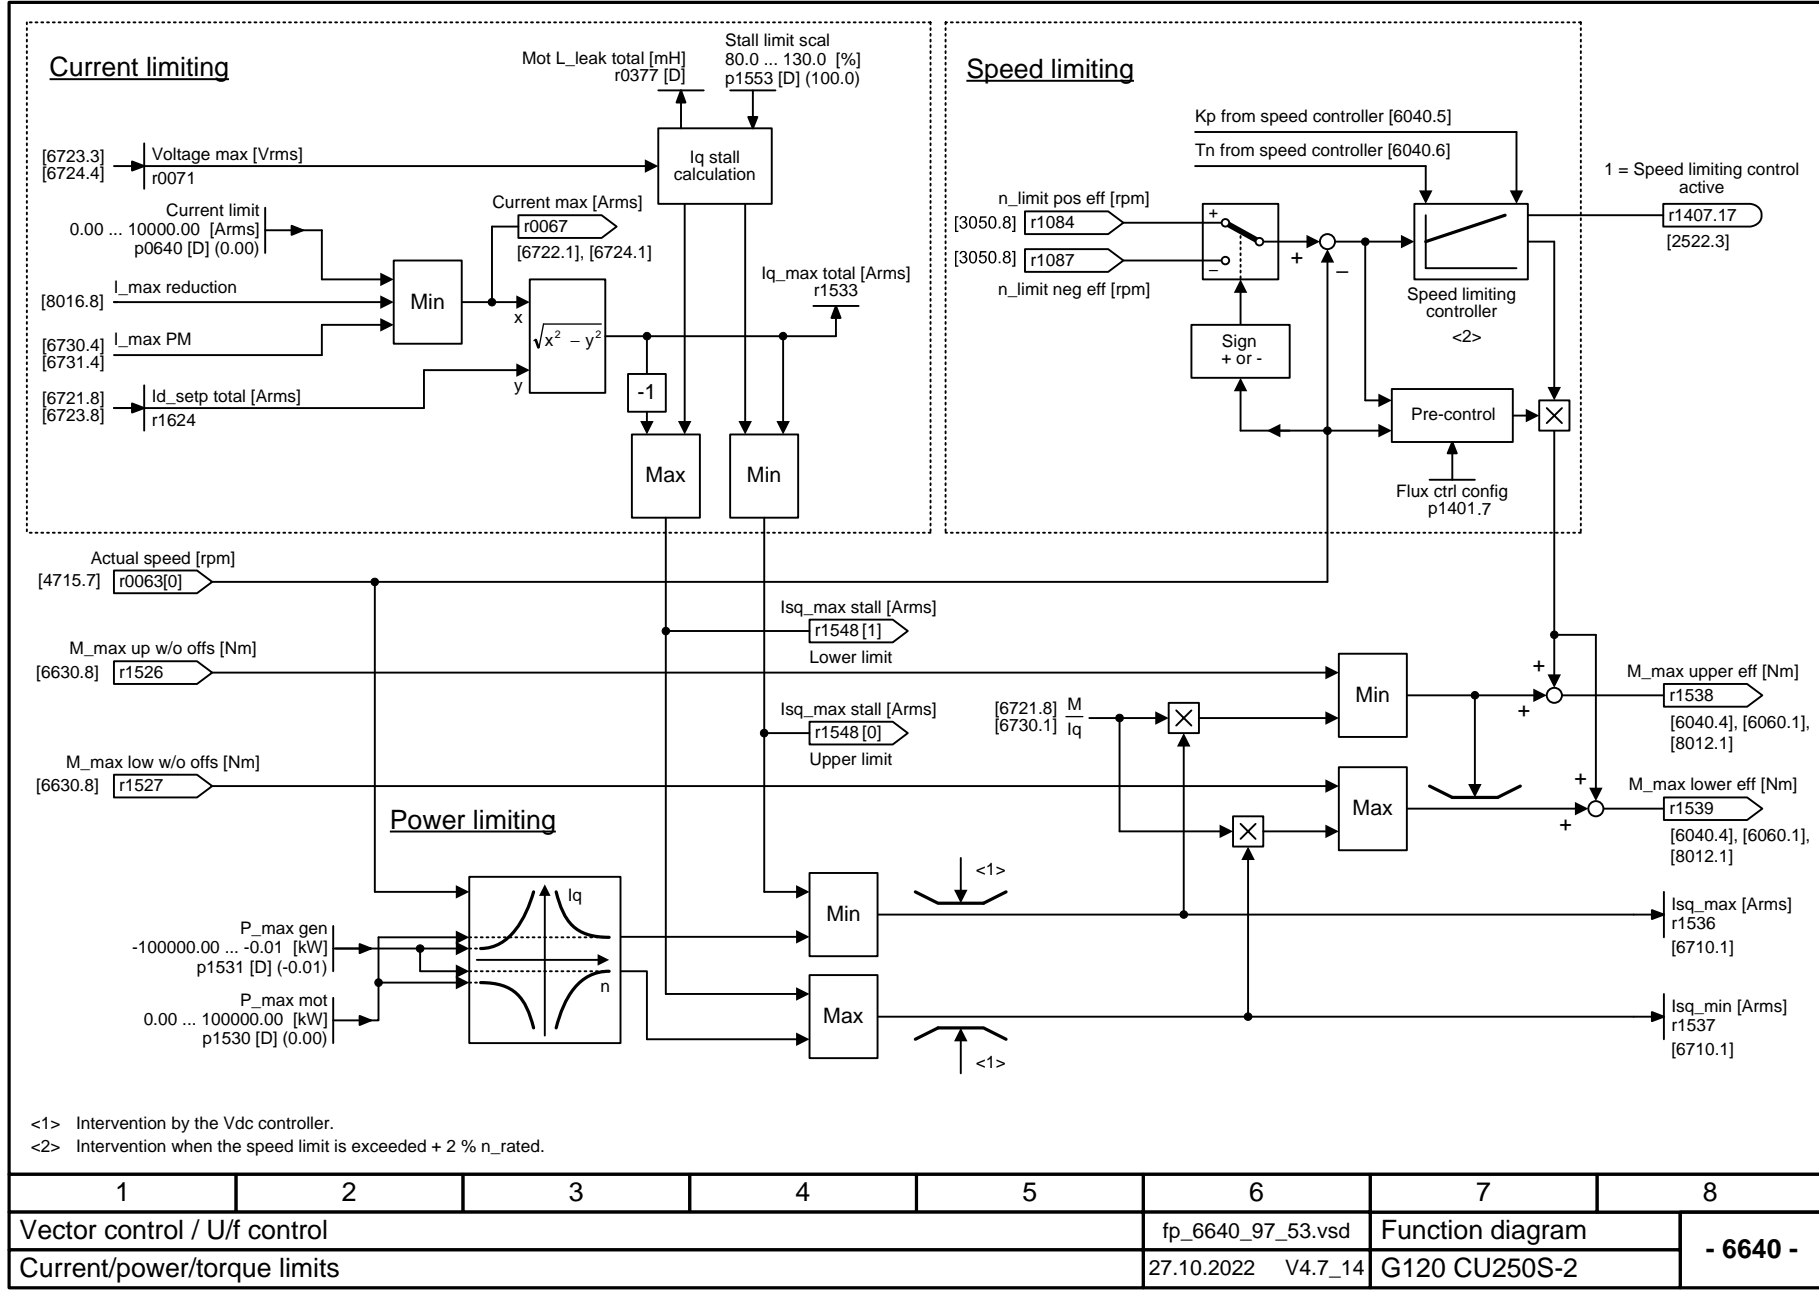 Current limiting
Mot L_leak total [mH]
r0377 [D]
Stall limit scal
80.0 ... 130.0 [%]
p1553 [D] (100.0)
[6723.3]
[6724.4]
Voltage max [Vrms]
r0071
Iq stall
calculation
Current limit
0.00 ... 10000.00 [Arms]
p0640 [D] (0.00)
Current max [Arms]
r0067
[6722.1], [6724.1]
[8016.8]
I_max reduction
Min
x
y
√x² – y²
Iq_max total [Arms]
r1533
[6730.4]
[6731.4]
I_max PM
[6721.8]
[6723.8]
Id_setp total [Arms]
r1624
-1
Max
Min
Speed limiting
Kp from speed controller [6040.5]
Tn from speed controller [6040.6]
1 = Speed limiting control
active
r1407.17
[2522.3]
n_limit pos eff [rpm]
[3050.8]
r1084
[3050.8]
r1087
n_limit neg eff [rpm]
+
–
+
–
Speed limiting
controller
<2>
Sign
+ or -
Pre-control
×
Flux ctrl config
p1401.7
Actual speed [rpm]
[4715.7]
r0063[0]
Isq_max stall [Arms]
r1548 [1]
Lower limit
M_max up w/o offs [Nm]
[6630.8]
r1526
Min
+
+
M_max upper eff [Nm]
r1538
[6040.4], [6060.1],
[8012.1]
[6721.8]
[6730.1]
M
Iq
×
Isq_max stall [Arms]
r1548 [0]
Upper limit
M_max low w/o offs [Nm]
[6630.8]
r1527
Max
+
+
M_max lower eff [Nm]
r1539
[6040.4], [6060.1],
[8012.1]
×
Power limiting
Iq
n
P_max gen
-100000.00 ... -0.01 [kW]
p1531 [D] (-0.01)
P_max mot
0.00 ... 100000.00 [kW]
p1530 [D] (0.00)
Min
<1>
Isq_max [Arms]
r1536
[6710.1]
Max
<1>
Isq_min [Arms]
r1537
[6710.1]
<1> Intervention by the Vdc controller.
<2> Intervention when the speed limit is exceeded + 2 % n_rated.
1 2 3 4 5 6 7 8
Vector control / U/f control
fp_6640_97_53.vsd
Function diagram
- 6640 -
Current/power/torque limits
27.10.2022 V4.7_14
G120 CU250S-2